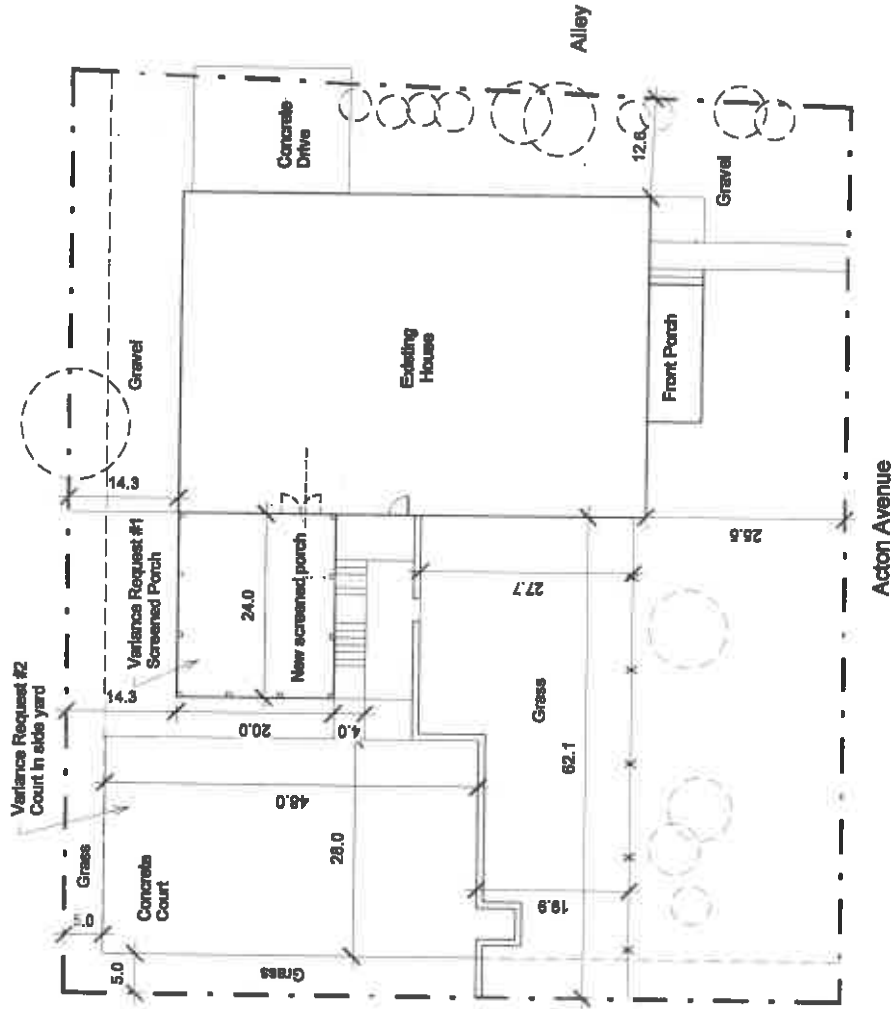 Variance Request #2
Court in side yard
Variance Request #1
Screened Porch
Gravel
Concrete
Drive
Alley
Grass
5.0
14.3
14.3
Concrete
Court
5.0
24.0
20.0
4.0
New screened porch
48.0
28.0
Existing
House
12.6
Gravel
Front Porch
Grass
27.7
62.1
19.9
Grass
25.5
Acton Avenue